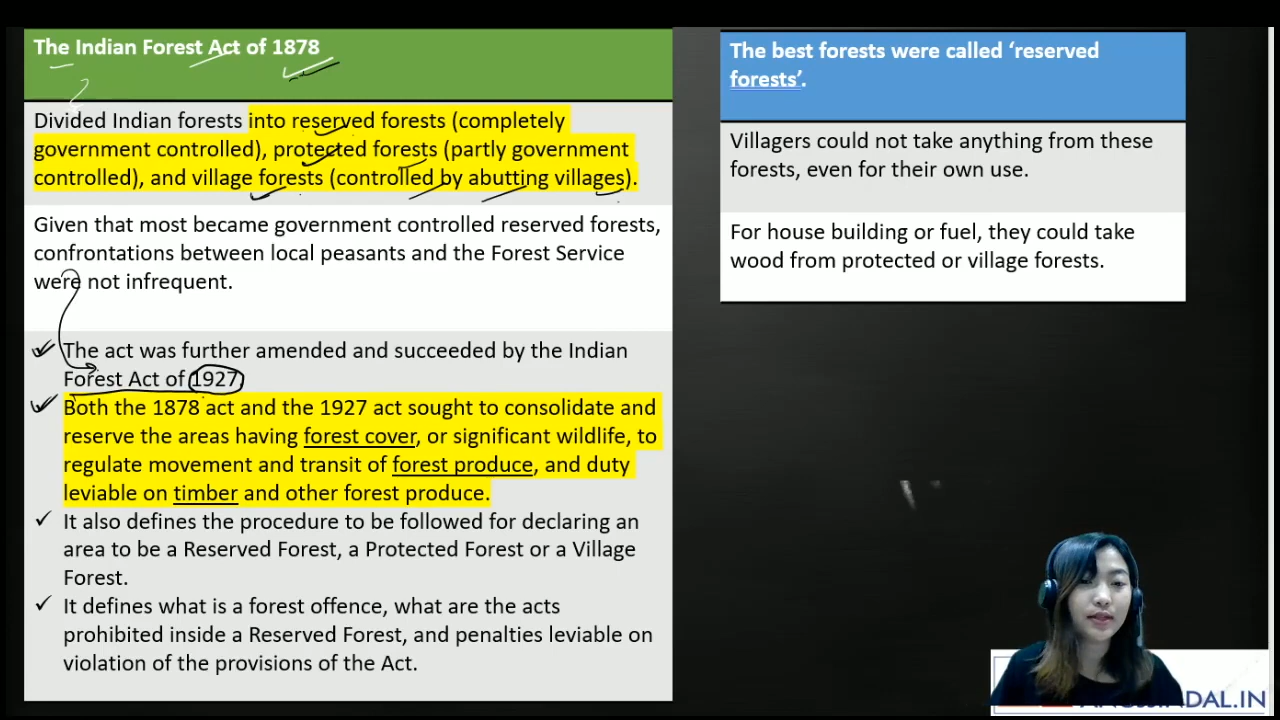 The Indian Forest Act of 1878
Divided Indian forests into reserved forests (completely
government controlled), protected forests (partly government
controlled), and village forests (controlled by abutting villages).
Given that most became government controlled reserved forests,
confrontations between local peasants and the Forest Service
were not infrequent.
✓ The act was further amended and succeeded by the Indian
Forest Act of 1927.
✓ Both the 1878 act and the 1927 act sought to consolidate and
reserve the areas having forest cover, or significant wildlife, to
regulate movement and transit of forest produce, and duty
leviable on timber and other forest produce.
✓ It also defines the procedure to be followed for declaring an
area to be a Reserved Forest, a Protected Forest or a Village
Forest.
✓ It defines what is a forest offence, what are the acts
prohibited inside a Reserved Forest, and penalties leviable on
violation of the provisions of the Act.
The best forests were called ‘reserved
forests’.
Villagers could not take anything from these
forests, even for their own use.
For house building or fuel, they could take
wood from protected or village forests.